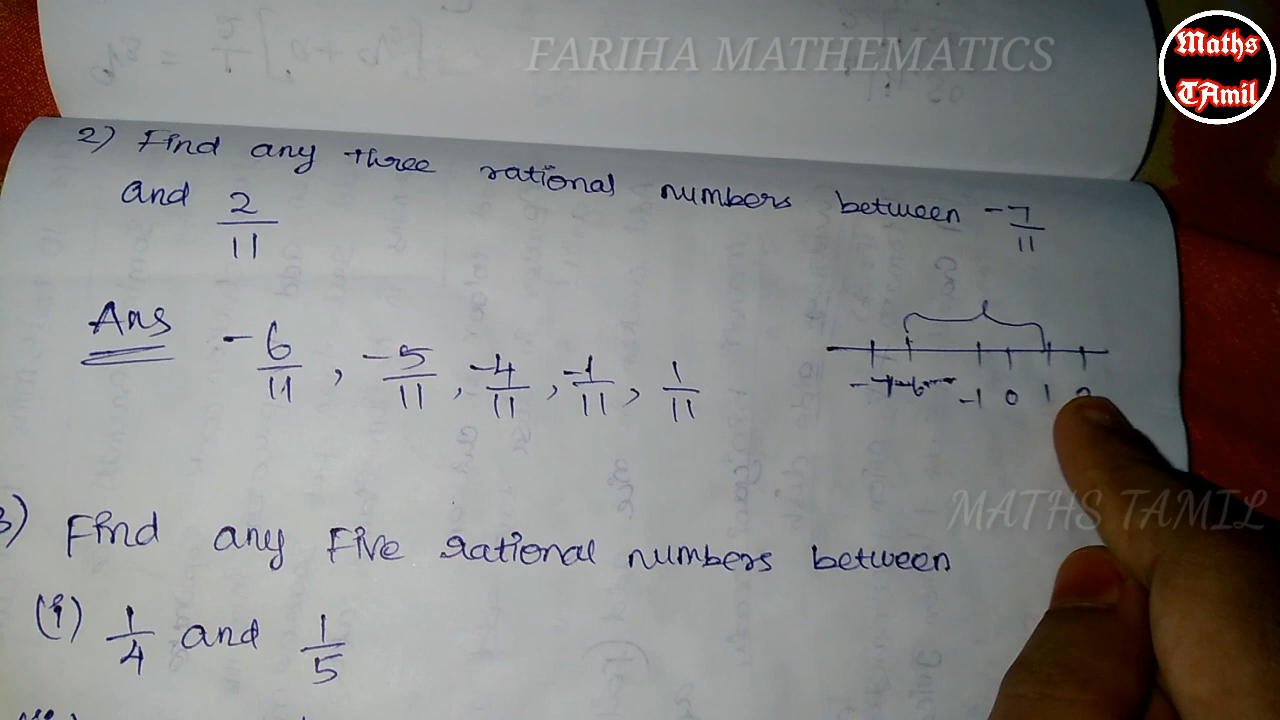 FARIHA MATHEMATICS
Maths
TAmil
2) Find any three rational numbers between -7/11
and 2/11
Ans -6/11, -5/11, -4/11, -1/11, 1/11
-7 -6 -1 0 1
MATHS TAMIL
3) Find any Five rational numbers between
(i) 1/4 and 1/5